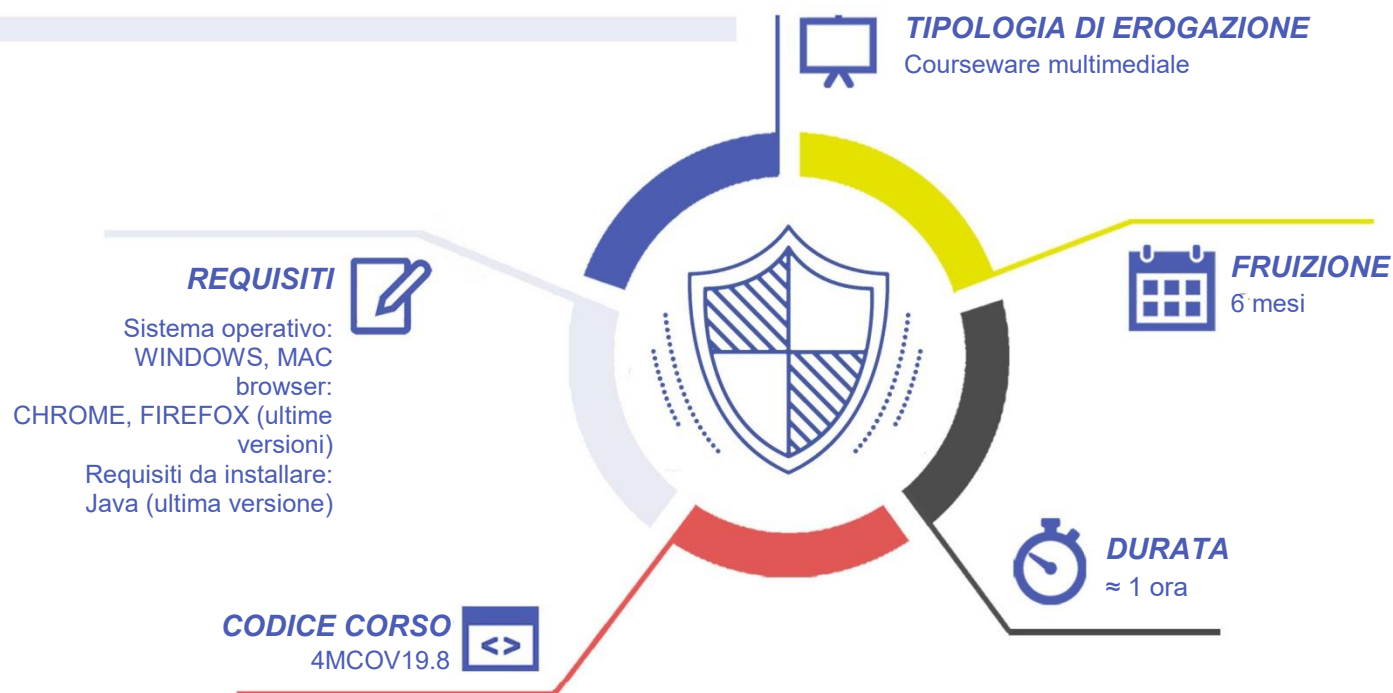 TIPOLOGIA DI EROGAZIONE
Courseware multimediale
REQUISITI
Sistema operativo:
WINDOWS, MAC
browser:
CHROME, FIREFOX (ultime
versioni)
Requisiti da installare:
Java (ultima versione)
FRUIZIONE
6 mesi
DURATA
≈ 1 ora
CODICE CORSO
4MCOV19.8
<>